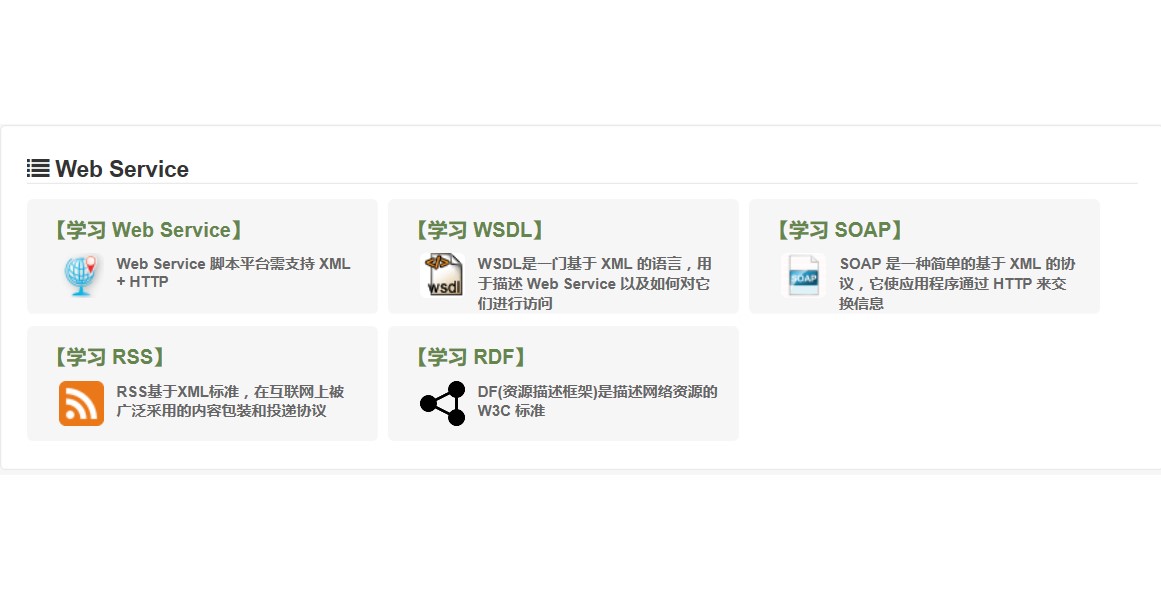 Web Service
【学习 Web Service】
Web Service 脚本平台需支持 XML
+ HTTP
【学习 WSDL】
wsdl
WSDL是一门基于 XML 的语言，用
于描述 Web Service 以及如何对它
们进行访问
【学习 SOAP】
SOAP
SOAP 是一种简单的基于 XML 的协
议，它使应用程序通过 HTTP 来交
换信息
【学习 RSS】
RSS基于XML标准，在互联网上被
广泛采用的内容包装和投递协议
【学习 RDF】
DF(资源描述框架)是描述网络资源的
W3C 标准